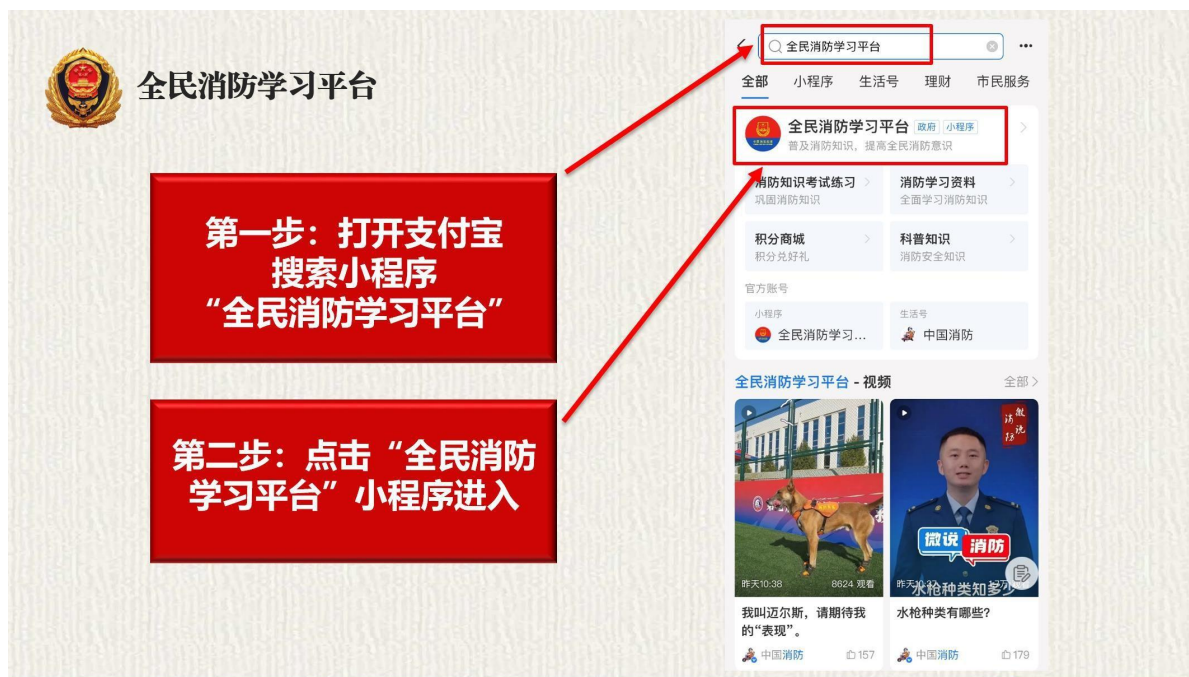 全民消防学习平台
第一步：打开支付宝
搜索小程序
“全民消防学习平台”
第二步：点击“全民消防
学习平台”小程序进入
全民消防学习平台
全部 小程序 生活号 理财 市民服务
全民消防学习平台 政府 小程序
普及消防知识，提高全民消防意识
消防知识考试练习 消防学习资料
巩固消防知识 全面学习消防知识
积分商城 科普知识
积分兑好礼 消防安全知识
官方账号
小程序 生活号
全民消防学习... 中国消防
全民消防学习平台 - 视频 全部
微说消防
微说 消防
昨天10:38 8624 观看 昨天10:37
水枪种类知多少
我叫迈尔斯，请期待我 水枪种类有哪些？
的“表现”。
中国消防 157 中国消防 179